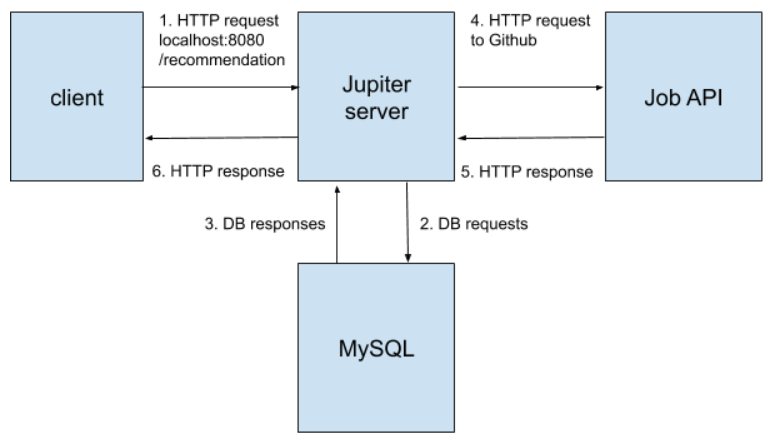 1. HTTP request
localhost:8080
/recommendation
4. HTTP request
to Github
client
Jupiter
server
Job API
6. HTTP response
5. HTTP response
3. DB responses
2. DB requests
MySQL